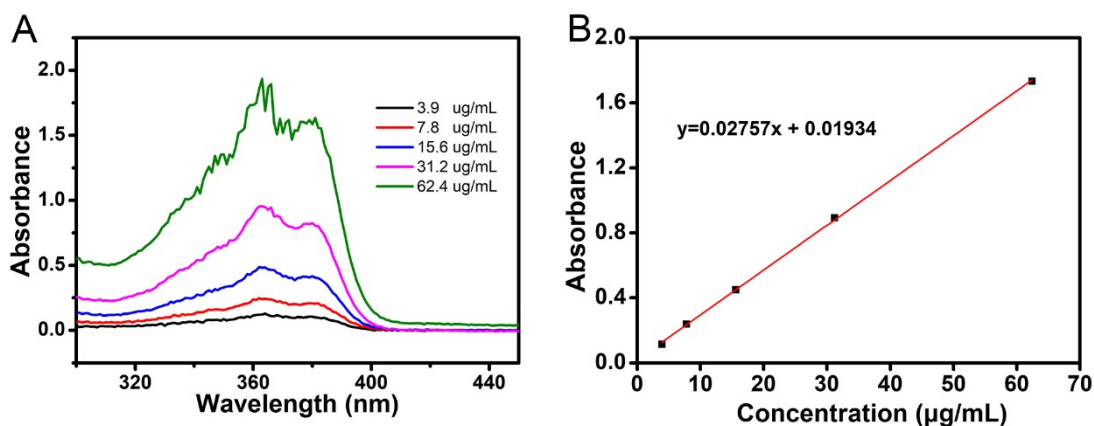 A
Absorbance
2.0
1.5
1.0
0.5
0.0
320
360
400
440
Wavelength (nm)
3.9 ug/mL
7.8 ug/mL
15.6 ug/mL
31.2 ug/mL
62.4 ug/mL
B
Absorbance
2.0
1.6
1.2
0.8
0.4
0.0
0
10
20
30
40
50
60
70
Concentration (µg/mL)
y=0.02757x + 0.01934